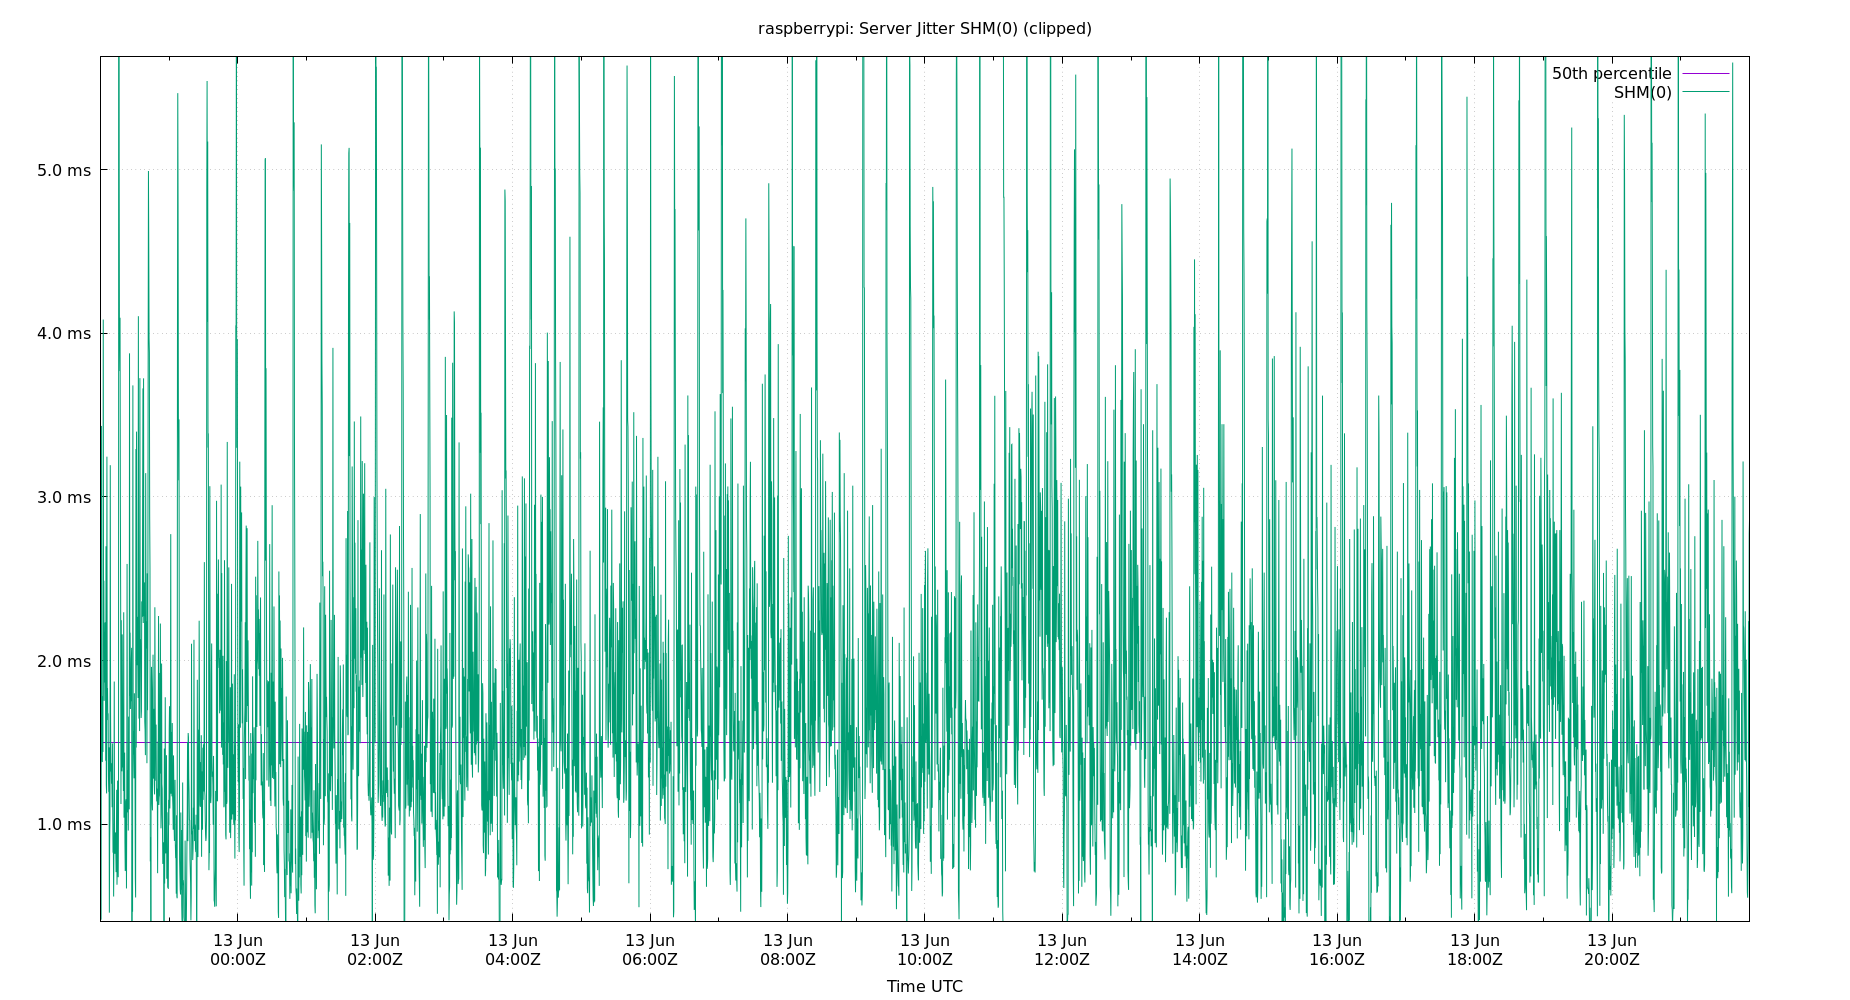 raspberrypi: Server Jitter SHM(0) (clipped)
50th percentile
SHM(0)
5.0 ms
4.0 ms
3.0 ms
2.0 ms
1.0 ms
13 Jun 13 Jun 13 Jun 13 Jun 13 Jun 13 Jun 13 Jun 13 Jun 13 Jun 13 Jun 13 Jun
00:00Z 02:00Z 04:00Z 06:00Z 08:00Z 10:00Z 12:00Z 14:00Z 16:00Z 18:00Z 20:00Z
Time UTC